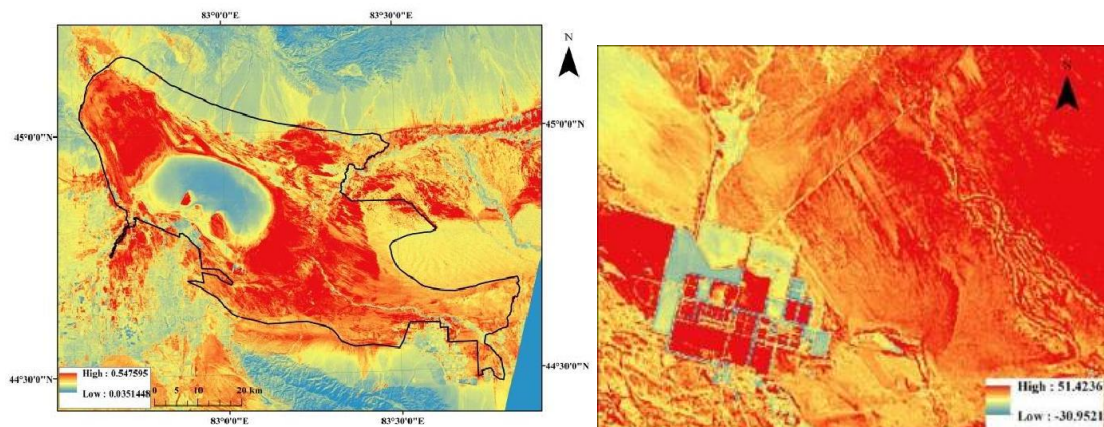 83°0'0"E 83°30'0"E
N
N
45°0'0"N 45°0'0"N
44°30'0"N 44°30'0"N
High : 0.547595
Low : 0.0351448
0 5 10 20 km
83°0'0"E 83°30'0"E
High : 51.4236
Low : -30.9521